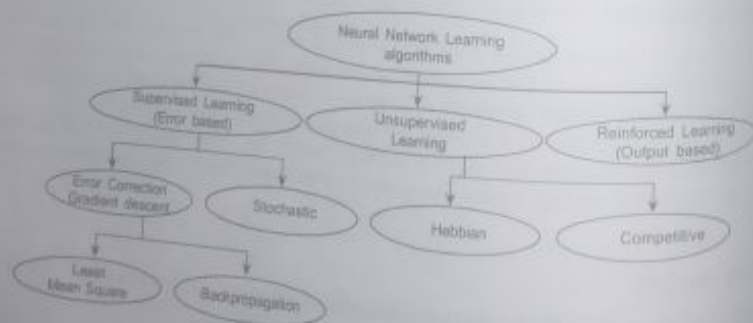 Neural Network Learning
algorithms
Supervised Learning
(Error based)
Unsupervised
Learning
Reinforced Learning
(Output based)
Error Correction
Gradient descent
Stochastic
Hebbian
Competitive
Least
Mean Square
Backpropagation